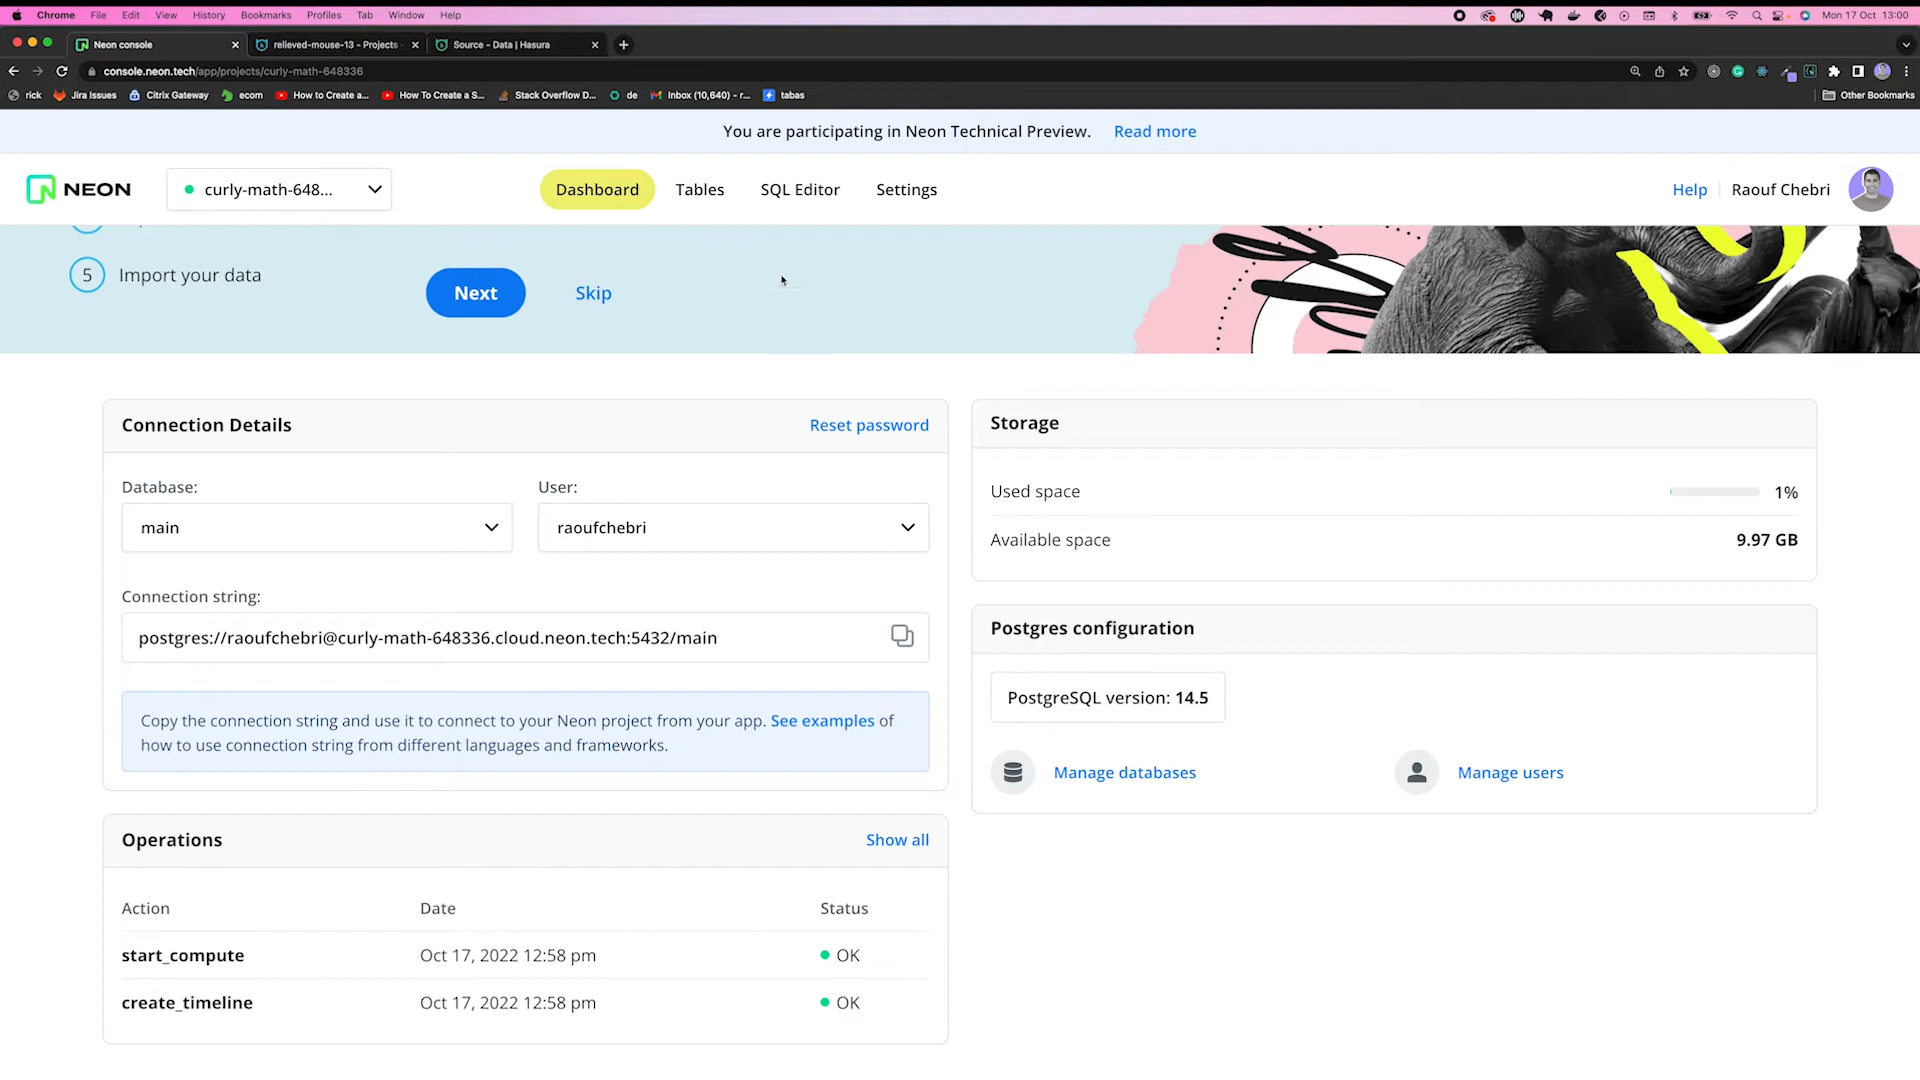 Chrome File Edit View History Bookmarks Profiles Tab Window Help Mon 17 Oct 13:00
Neon console relieved-mouse-13 - Projects Source - Data | Hasura
console.neon.tech/app/projects/curly-math-648336
rick Jira Issues Citrix Gateway ecom How to Create a... How To Create a S... Stack Overflow D... de Inbox (10,640) - r... tabas Other Bookmarks
You are participating in Neon Technical Preview. Read more
NEON curly-math-648... Dashboard Tables SQL Editor Settings Help Raouf Chebri
5 Import your data
Next Skip
Connection Details Reset password
Database: User:
main raoufchebri
Connection string:
postgres://raoufchebri@curly-math-648336.cloud.neon.tech:5432/main
Copy the connection string and use it to connect to your Neon project from your app. See examples of
how to use connection string from different languages and frameworks.
Storage
Used space 1%
Available space 9.97 GB
Postgres configuration
PostgreSQL version: 14.5
Manage databases Manage users
Operations Show all
Action Date Status
start_compute Oct 17, 2022 12:58 pm OK
create_timeline Oct 17, 2022 12:58 pm OK